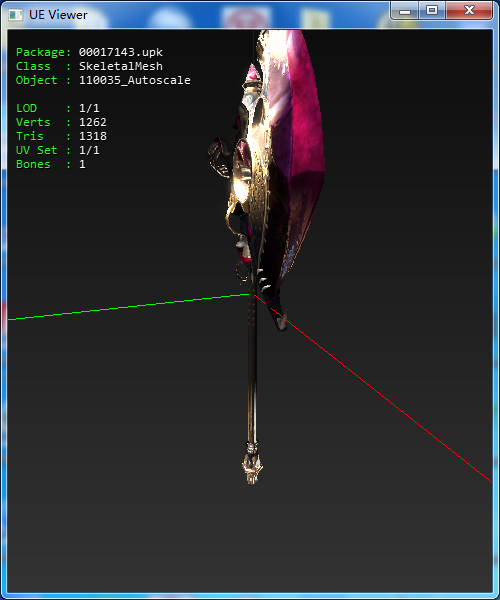 UE Viewer
Package: 00017143.upk
Class : SkeletalMesh
Object : 110035_Autoscale
LOD : 1/1
Verts : 1262
Tris : 1318
UV Set : 1/1
Bones : 1